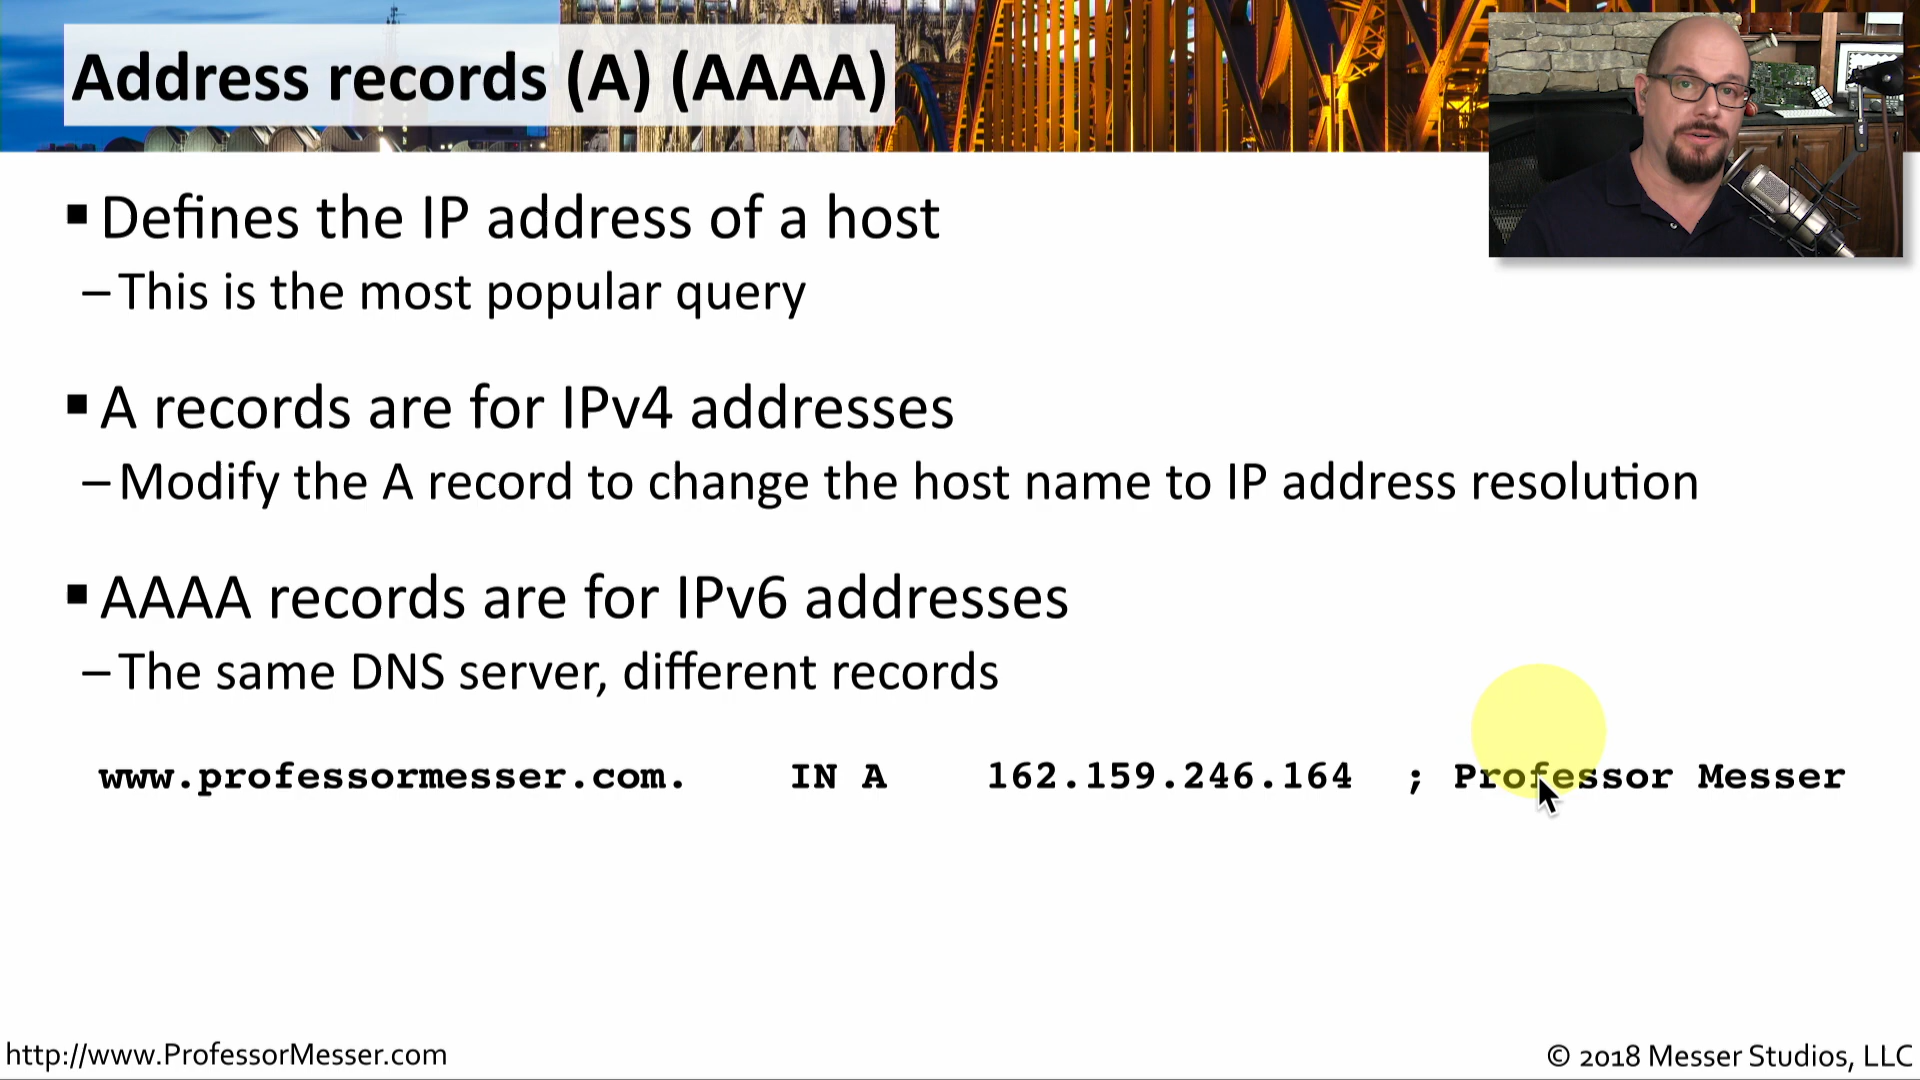 Address records (A) (AAAA)
▪ Defines the IP address of a host
– This is the most popular query
▪ A records are for IPv4 addresses
– Modify the A record to change the host name to IP address resolution
▪ AAAA records are for IPv6 addresses
– The same DNS server, different records
www.professormesser.com. IN A 162.159.246.164 ; Professor Messer
http://www.ProfessorMesser.com
© 2018 Messer Studios, LLC